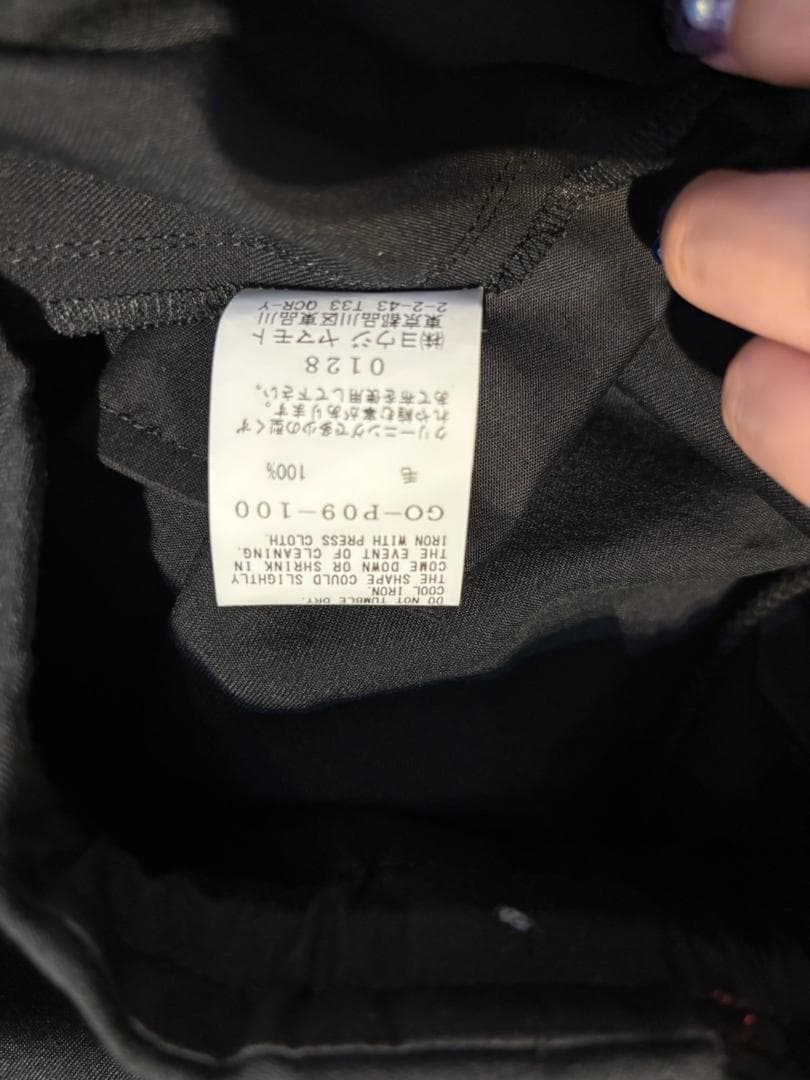 DO NOT TUMBLE DRY.
COOL IRON.
THE SHAPE COULD SLIGHTLY
COME DOWN OR SHRINK IN
THE EVENT OF CLEANING.
IRON WITH PRESS CLOTH.
GO-P09-100
毛 100%
クリーニングで多少の型くず
れや縮む事があります
あて布を使用して下さい。
0128
㈱ヨウジ ヤマモト
東京都品川区東品川
2-2-43 T33 QCR-Y